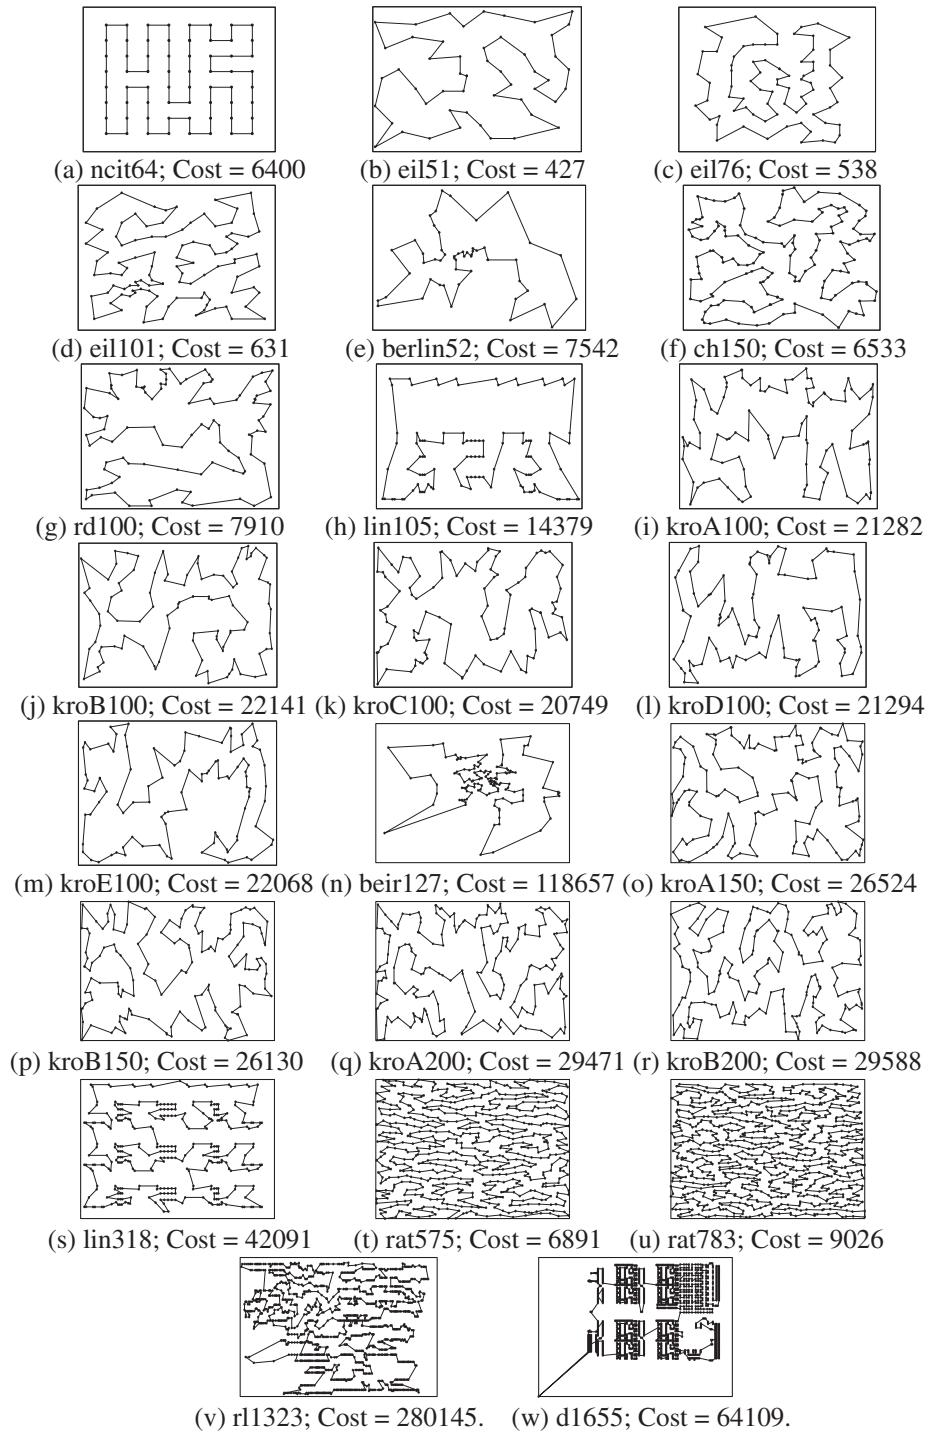 (a) ncit64; Cost = 6400 (b) eil51; Cost = 427 (c) eil76; Cost = 538
(d) eil101; Cost = 631 (e) berlin52; Cost = 7542 (f) ch150; Cost = 6533
(g) rd100; Cost = 7910 (h) lin105; Cost = 14379 (i) kroA100; Cost = 21282
(j) kroB100; Cost = 22141 (k) kroC100; Cost = 20749 (l) kroD100; Cost = 21294
(m) kroE100; Cost = 22068 (n) beir127; Cost = 118657 (o) kroA150; Cost = 26524
(p) kroB150; Cost = 26130 (q) kroA200; Cost = 29471 (r) kroB200; Cost = 29588
(s) lin318; Cost = 42091 (t) rat575; Cost = 6891 (u) rat783; Cost = 9026
(v) rl1323; Cost = 280145. (w) d1655; Cost = 64109.